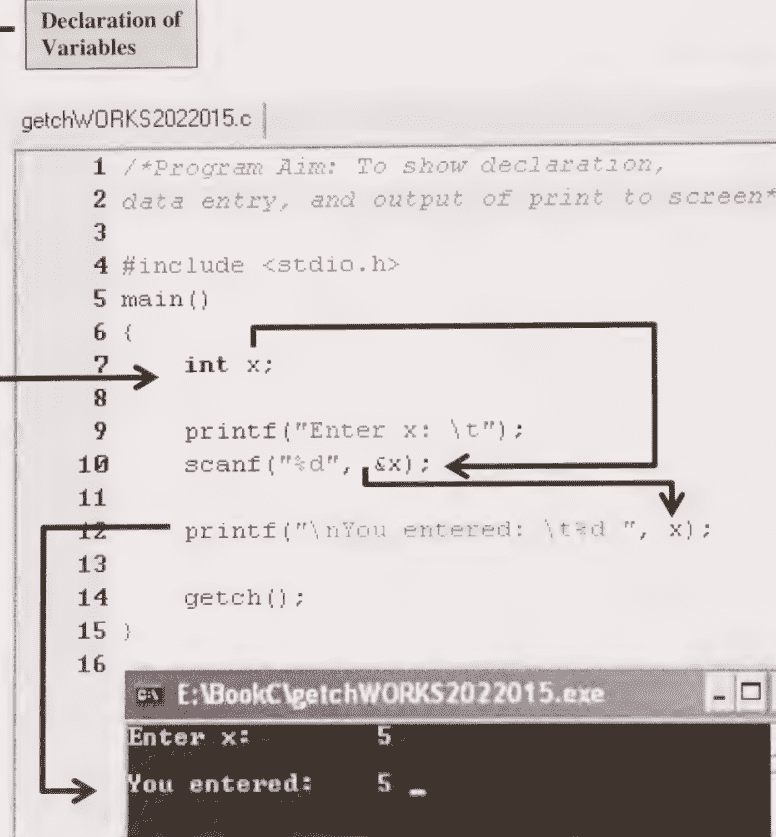 Declaration of
Variables
getchWORKS2022015.c
1 /*Program Aim: To show declaration,
2 data entry, and output of print to screen*
3
4 #include <stdio.h>
5 main()
6 {
7 int x;
8
9 printf("Enter x: \t");
10 scanf("%d", &x);
11
12 printf("\nYou entered: \t%d ", x);
13
14 getch();
15 }
16
E:\BookC\getchWORKS2022015.exe
Enter x: 5
You entered: 5 _